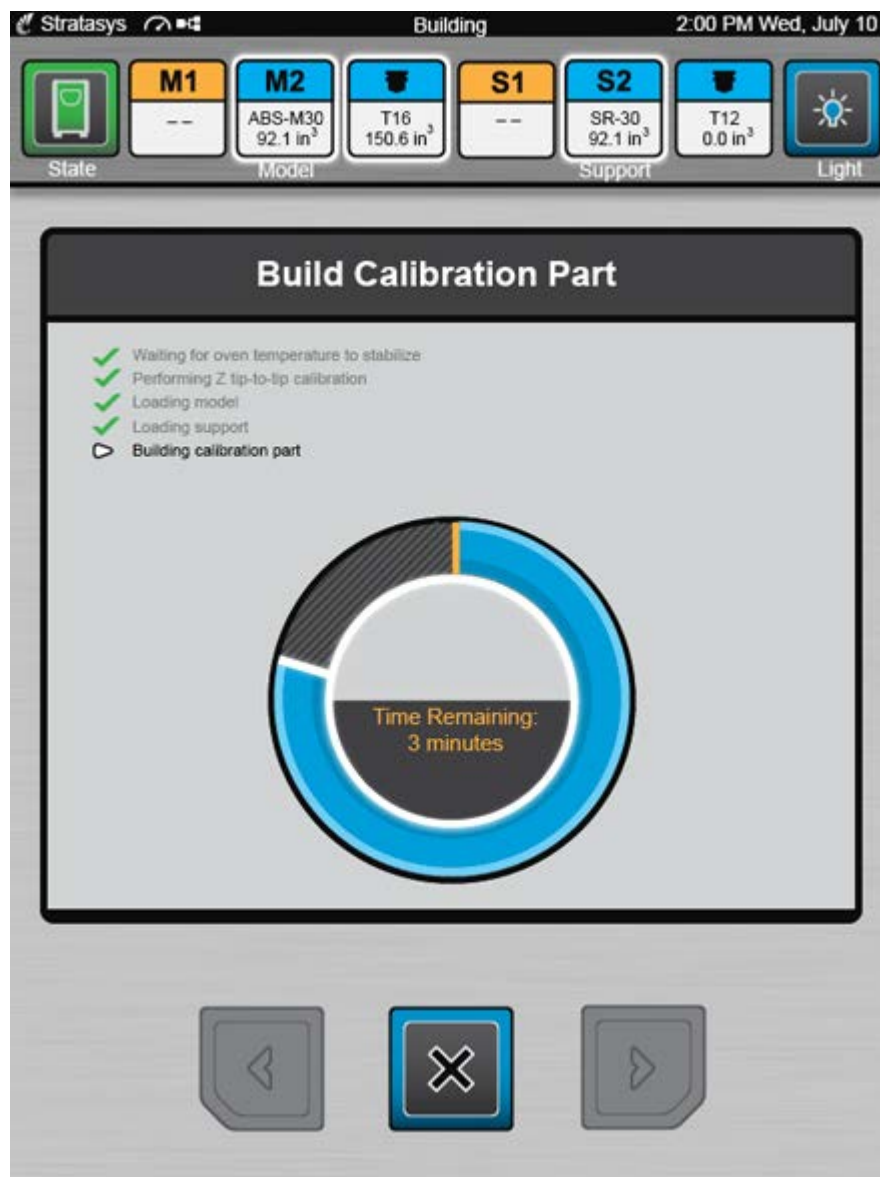 Stratasys Building 2:00 PM Wed, July 10
M1 M2 S1 S2
-- ABS-M30 T16 -- SR-30 T12
92.1 in³ 150.6 in³ 92.1 in³ 0.0 in³
State Model Support Light
Build Calibration Part
Waiting for oven temperature to stabilize
Performing Z tip-to-tip calibration
Loading model
Loading support
Building calibration part
Time Remaining:
3 minutes